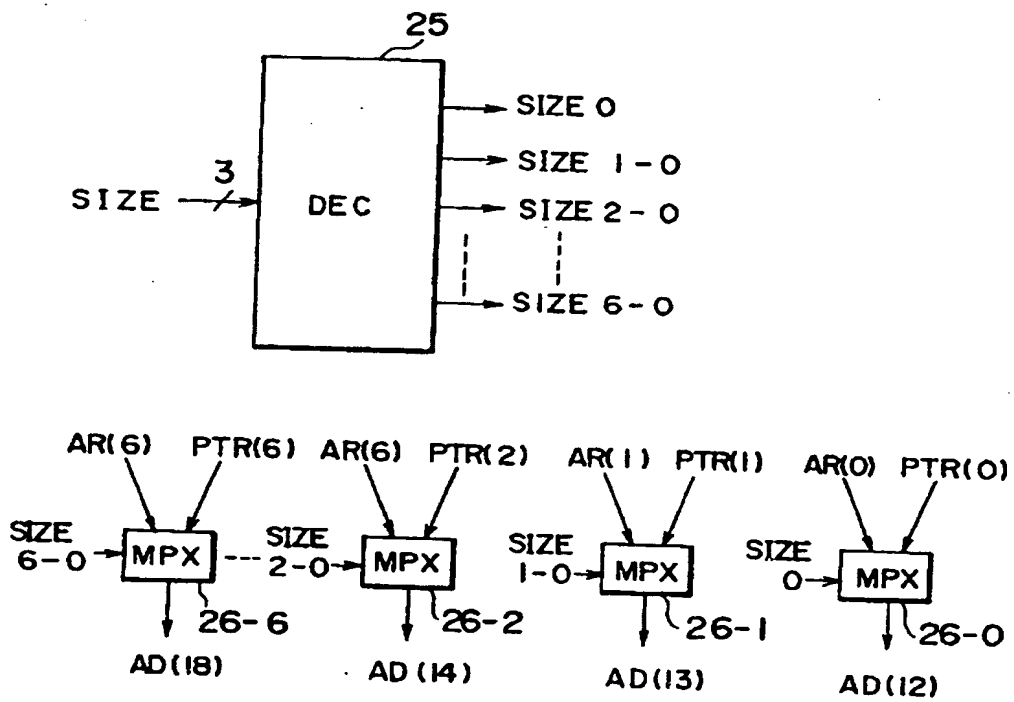 25
SIZE 0
SIZE 1-0
SIZE 3 DEC SIZE 2-0
SIZE 6-0
AR(6) PTR(6) AR(6) PTR(2) AR(1) PTR(1) AR(0) PTR(0)
SIZE 6-0 MPX SIZE 2-0 MPX SIZE 1-0 MPX SIZE 0 MPX
26-6 26-2 26-1 26-0
AD(18) AD(14) AD(13) AD(12)